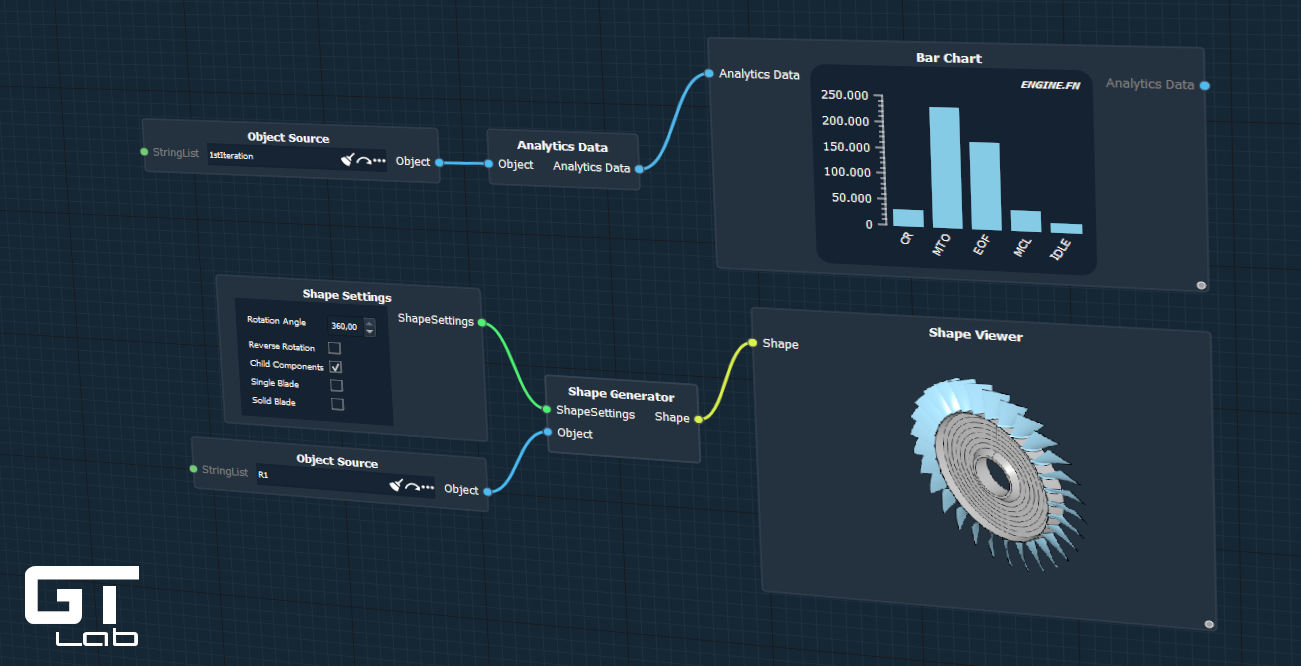 Object Source
StringList
1stIteration
Object
Analytics Data
Object
Analytics Data
Bar Chart
Analytics Data
ENGINE.FN
Analytics Data
250.000
200.000
150.000
100.000
50.000
0
CR
MTO
EOF
MCL
IDLE
Shape Settings
Rotation Angle 360,00
Reverse Rotation
Child Components
Single Blade
Solid Blade
ShapeSettings
Object Source
StringList
R1
Object
Shape Generator
ShapeSettings Shape
Object
Shape Viewer
Shape
GT
Lab